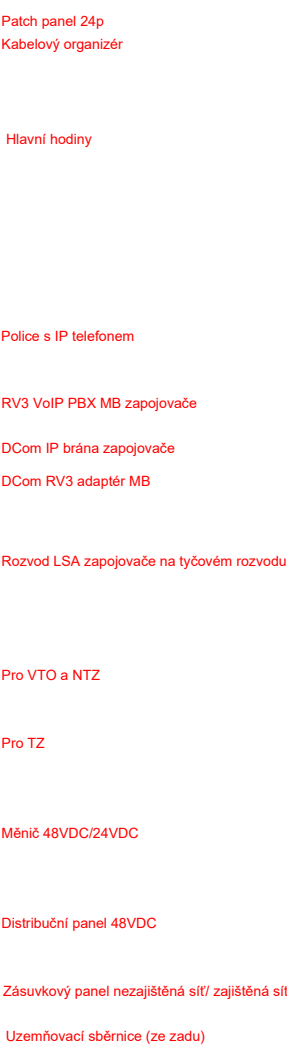 Patch panel 24p
Kabelový organizér
Hlavní hodiny
Police s IP telefonem
RV3 VoIP PBX MB zapojovače
DCom IP brána zapojovače
DCom RV3 adaptér MB
Rozvod LSA zapojovače na tyčovém rozvodu
Pro VTO a NTZ
Pro TZ
Měnič 48VDC/24VDC
Distribuční panel 48VDC
Zásuvkový panel nezajištěná síť/ zajištěná síť
Uzemňovací sběrnice (ze zadu)